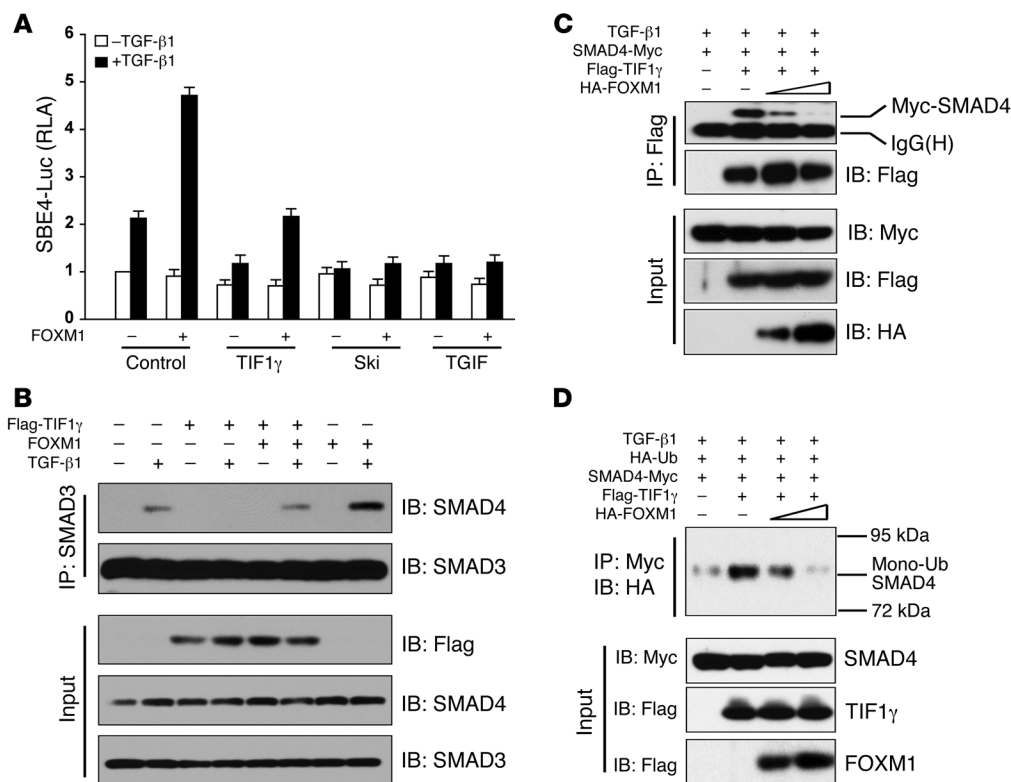 A
SBE4-Luc (RLA)
6
5
4
3
2
1
0
–TGF-β1
+TGF-β1
FOXM1 – + – + – + – +
Control TIF1γ Ski TGIF
B
Flag-TIF1γ – – + + + + – –
FOXM1 – – – – + + + +
TGF-β1 – + – + – + – +
IP: SMAD3
IB: SMAD4
IB: SMAD3
Input
IB: Flag
IB: SMAD4
IB: SMAD3
C
TGF-β1 + + + +
SMAD4-Myc + + + +
Flag-TIF1γ – + + +
HA-FOXM1 – –
IP: Flag
Myc-SMAD4
IgG(H)
IB: Flag
Input
IB: Myc
IB: Flag
IB: HA
D
TGF-β1 + + + +
HA-Ub + + + +
SMAD4-Myc + + + +
Flag-TIF1γ – + + +
HA-FOXM1 – –
IP: Myc
IB: HA
95 kDa
Mono-Ub
SMAD4
72 kDa
Input
IB: Myc SMAD4
IB: Flag TIF1γ
IB: Flag FOXM1